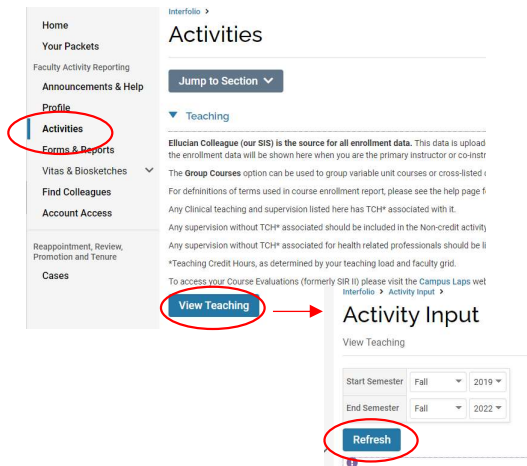 Home
Your Packets
Faculty Activity Reporting
Announcements & Help
Profile
Activities
Forms & Reports
Vitas & Biosketches
Find Colleagues
Account Access
Reappointment, Review,
Promotion and Tenure
Cases
Interfolio >
Activities
Jump to Section
Teaching
Ellucian Colleague (our SIS) is the source for all enrollment data. This data is upload
the enrollment data will be shown here when you are the primary instructor or co-instr
The Group Courses option can be used to group variable unit courses or cross-listed
For defninitions of terms used in course enrollment report, please see the help page f
Any Clinical teaching and supervision listed here has TCH* associated with it.
Any supervision without TCH* associated should be included in the Non-credit activity
Any supervision without TCH* associated for health related professionals should be li
*Teaching Credit Hours, as determined by your teaching load and faculty grid.
To access your Course Evaluations (formerly SIR II) please visit the Campus Laps wet
View Teaching
Interfolio > Activity Input >
Activity Input
View Teaching
Start Semester Fall 2019
End Semester Fall 2022
Refresh